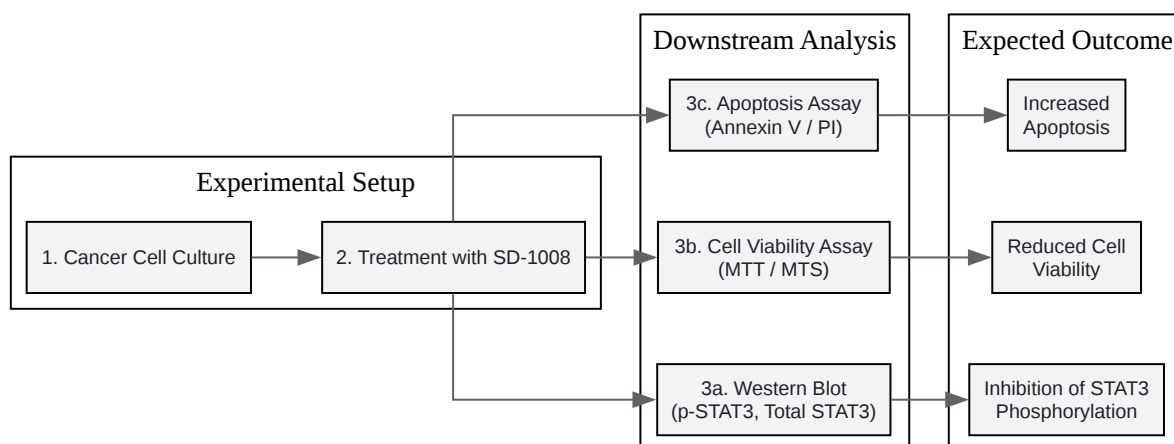 Downstream Analysis
Expected Outcome
3c. Apoptosis Assay
(Annexin V / PI)
Increased
Apoptosis
Experimental Setup
1. Cancer Cell Culture
2. Treatment with SD-1008
3b. Cell Viability Assay
(MTT / MTS)
Reduced Cell
Viability
3a. Western Blot
(p-STAT3, Total STAT3)
Inhibition of STAT3
Phosphorylation